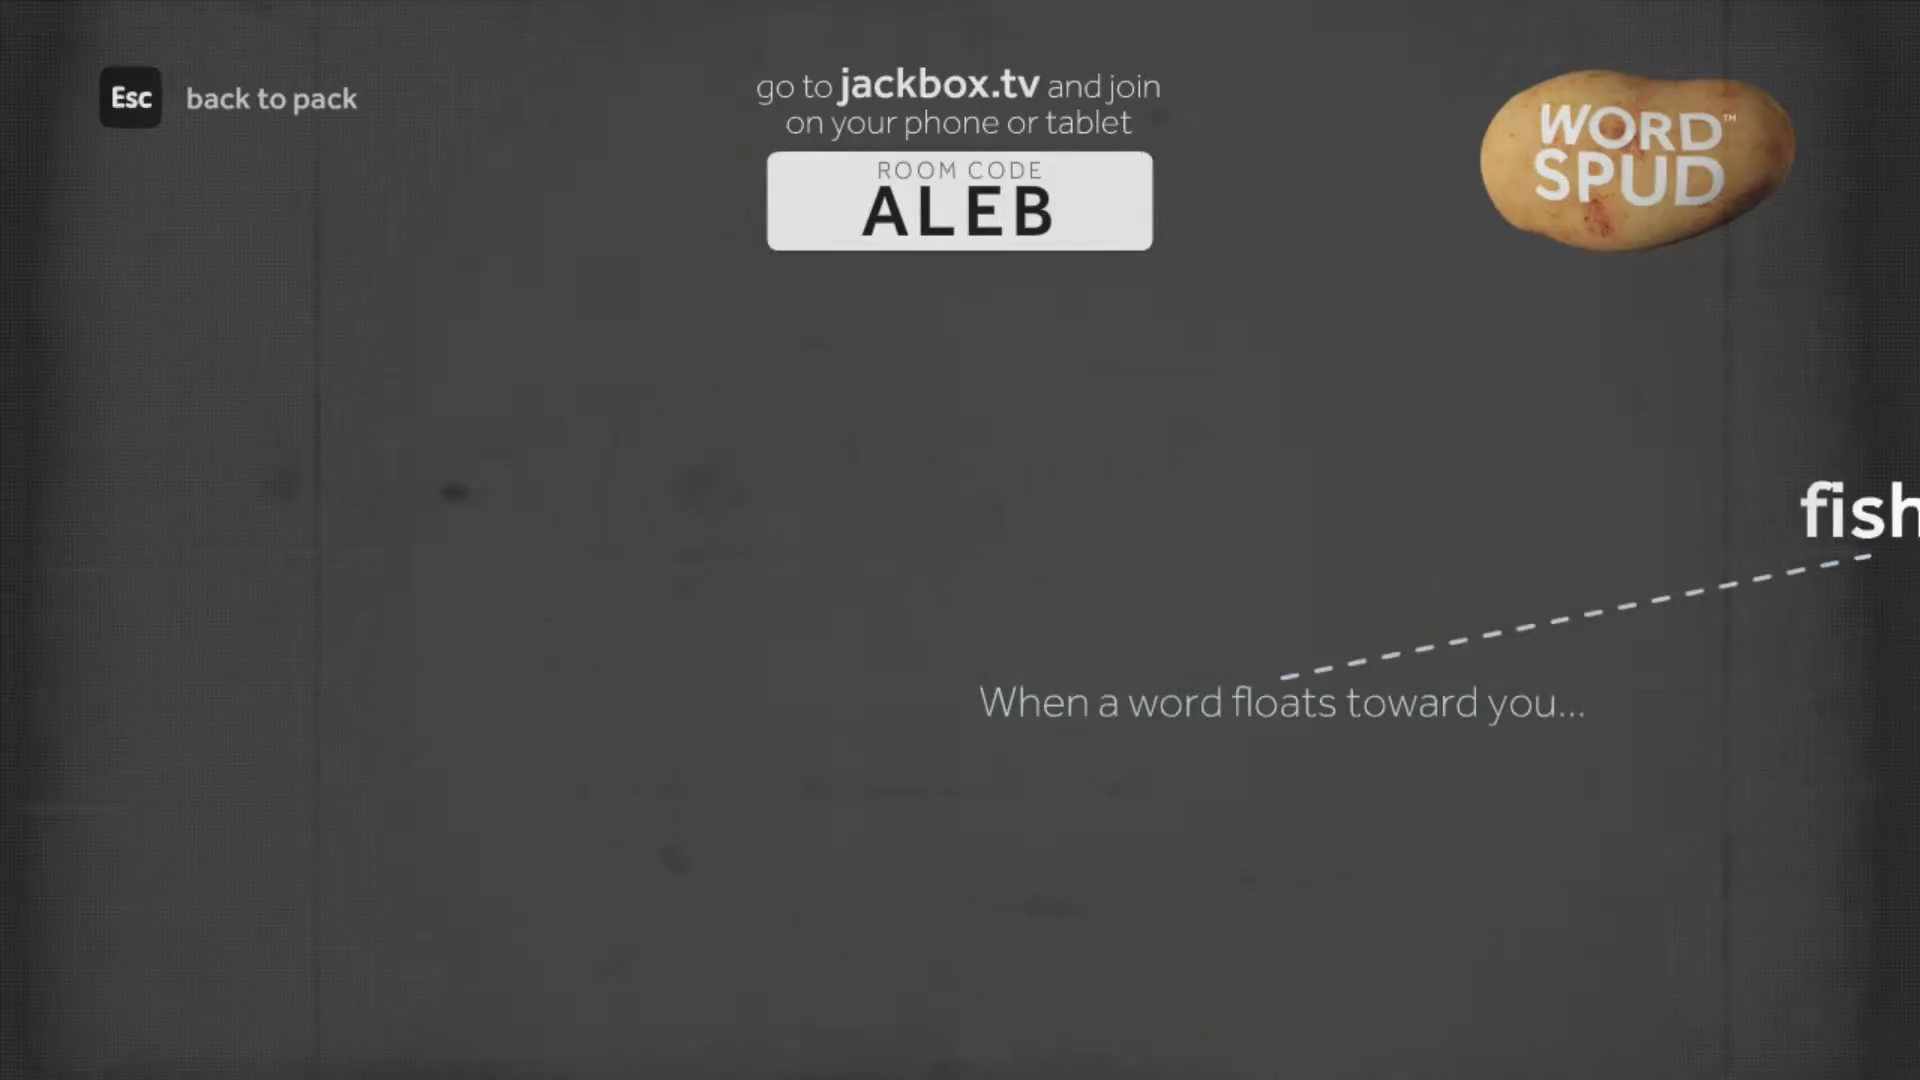 Esc back to pack
go to jackbox.tv and join
on your phone or tablet
ROOM CODE
ALEB
WORD™
SPUD
fish
When a word floats toward you...